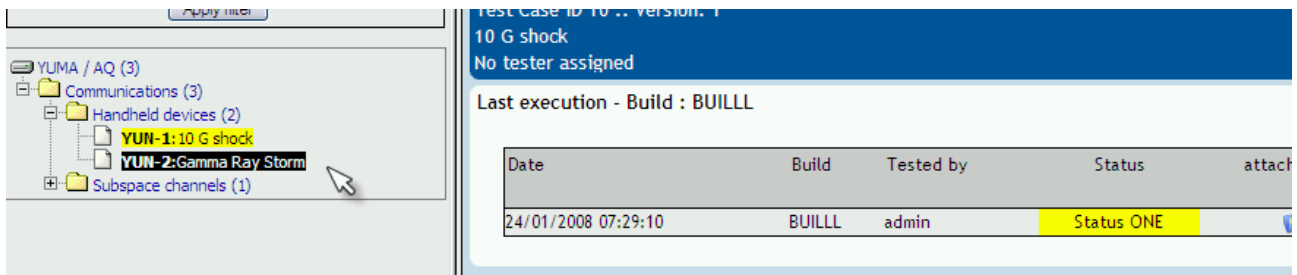 Apply filter
YUMA / AQ (3)
Communications (3)
Handheld devices (2)
YUN-1:10 G shock
YUN-2:Gamma Ray Storm
Subspace channels (1)
Test Case ID 10 .. Version: 1
10 G shock
No tester assigned
Last execution - Build : BUILLL
Date Build Tested by Status attach
24/01/2008 07:29:10 BUILLL admin Status ONE